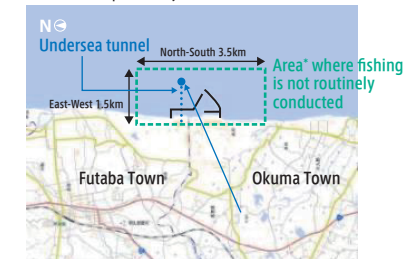 N
Undersea tunnel
North-South 3.5km
Area* where fishing
is not routinely
conducted
East-West 1.5km
Futaba Town
Okuma Town